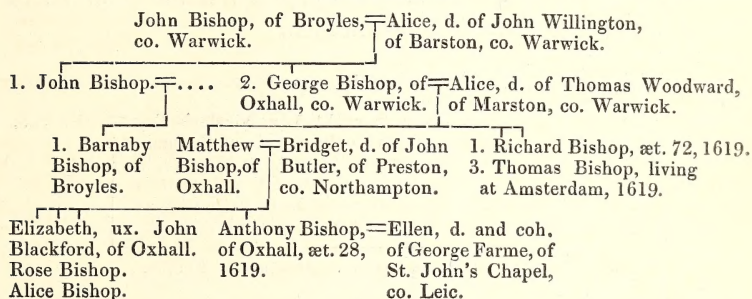 John Bishop, of Broyles,=Alice, d. of John Willington,
co. Warwick. of Barston, co. Warwick.
1. John Bishop.=.... 2. George Bishop, of=Alice, d. of Thomas Woodward,
Oxhall, co. Warwick. of Marston, co. Warwick.
1. Barnaby Matthew =Bridget, d. of John 1. Richard Bishop, æt. 72, 1619.
Bishop, of Bishop,of Butler, of Preston, 3. Thomas Bishop, living
Broyles. Oxhall. co. Northampton. at Amsterdam, 1619.
Elizabeth, ux. John Anthony Bishop,=Ellen, d. and coh.
Blackford, of Oxhall. of Oxhall, æt. 28, of George Farme, of
Rose Bishop. 1619. St. John's Chapel,
Alice Bishop. co. Leic.